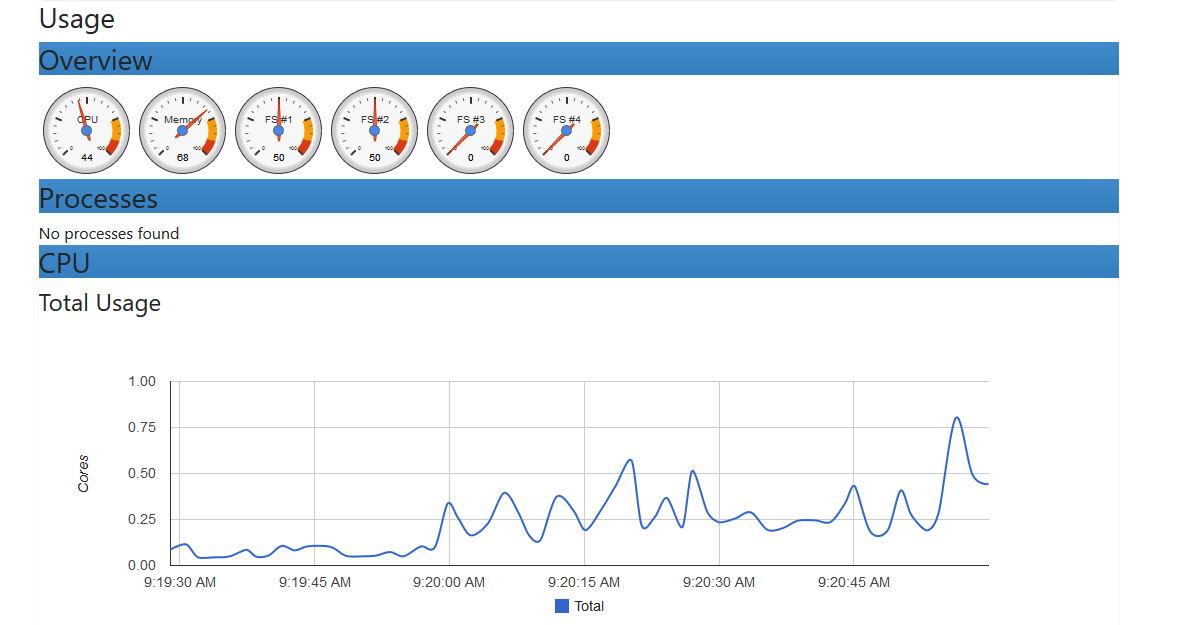 Usage
Overview
CPU Memory FS #1 FS #2 FS #3 FS #4
0 100 0 100 0 100 0 100 0 100 0 100
44 68 50 50 0 0
Processes
No processes found
CPU
Total Usage
1.00
0.75
0.50
0.25
0.00
Cores
9:19:30 AM 9:19:45 AM 9:20:00 AM 9:20:15 AM 9:20:30 AM 9:20:45 AM
Total